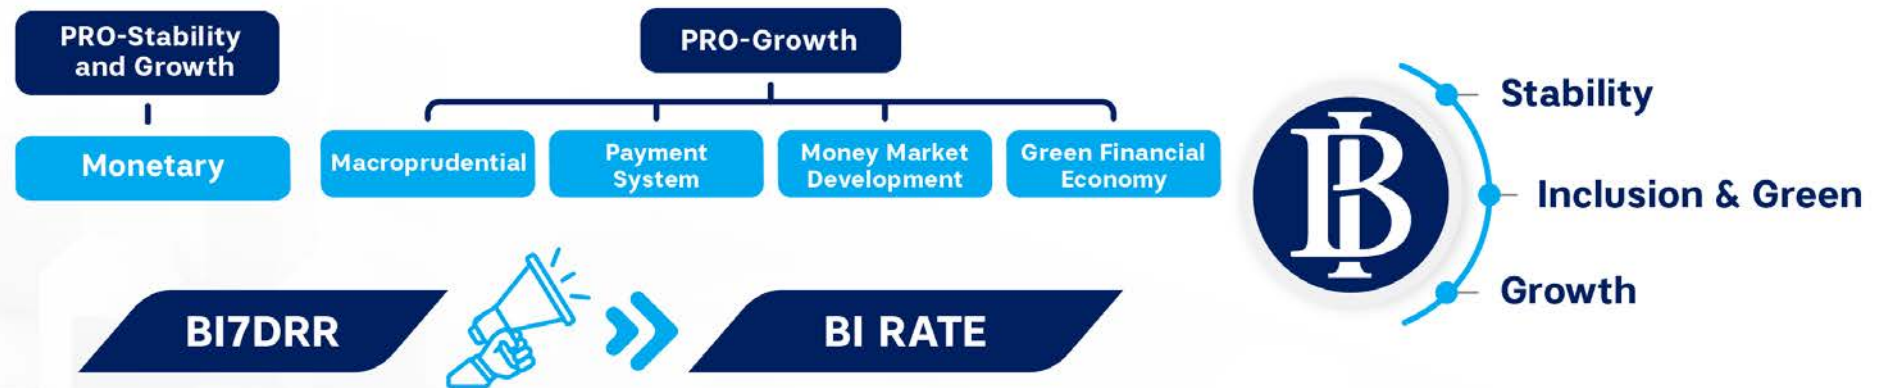 PRO-Stability
and Growth
Monetary
PRO-Growth
Macroprudential
Payment
System
Money Market
Development
Green Financial
Economy
BI
Stability
Inclusion & Green
Growth
BI7DRR
BI RATE